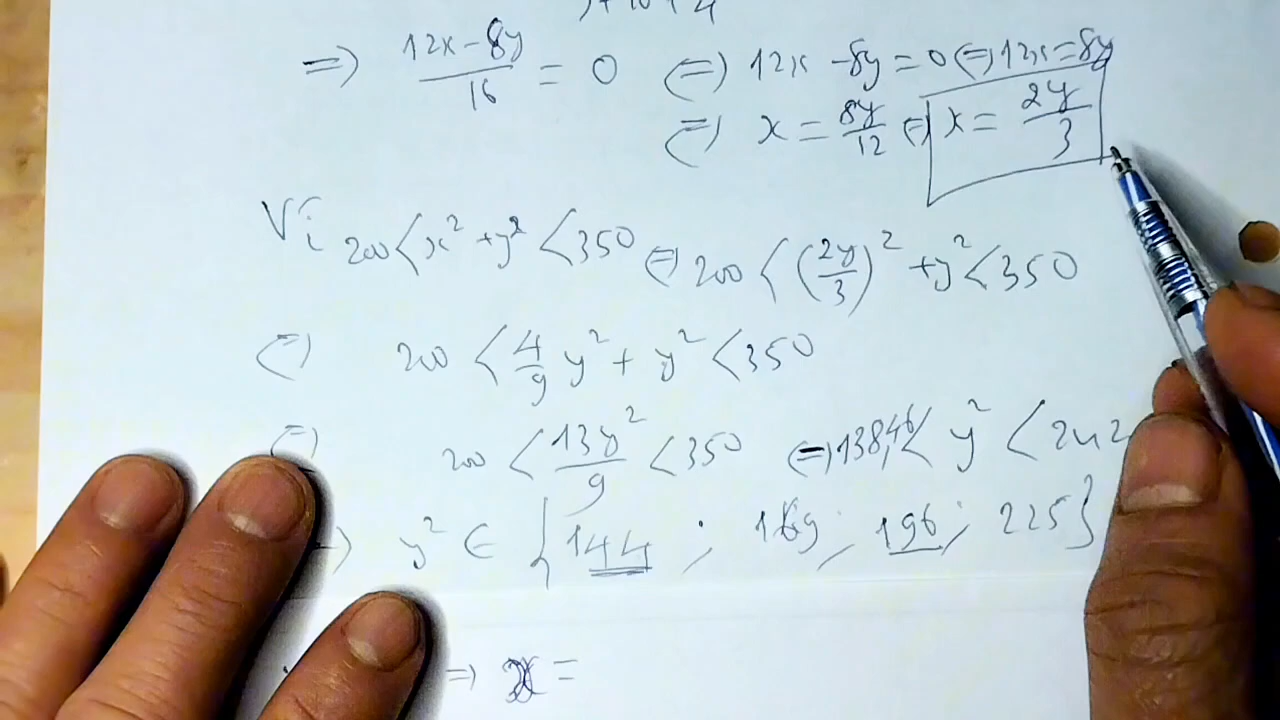 => 12x-8y/16 = 0 (=) 12x - 8y = 0 (=) 12x = 8y
(=) x = 8y/12 (=) x = 2y/3
Vi 200 < x² + y² < 350 (=) 200 < (2y/3)² + y² < 350
(=) 200 < 4/9 y² + y² < 350
(=) 200 < 13y²/9 < 350 (=) 138,46 < y² < 242
y² ∈ {144 ; 169 ; 196 ; 225}
=> x =